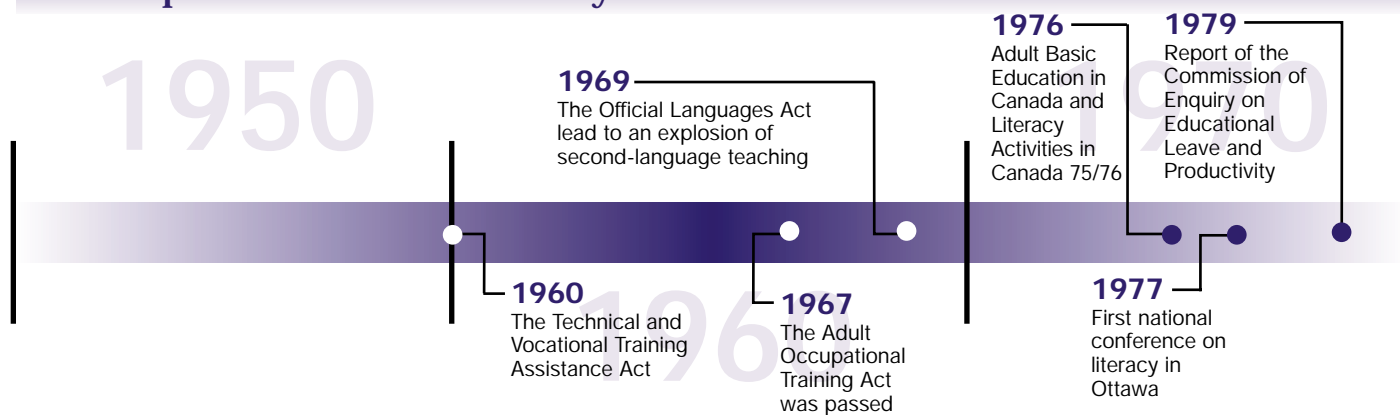 1950
1969
The Official Languages Act
lead to an explosion of
second-language teaching
1970
1976
Adult Basic
Education in
Canada and
Literacy
Activities in
Canada 75/76
1979
Report of the
Commission of
Enquiry on
Educational
Leave and
Productivity
1960
1960
The Technical and
Vocational Training
Assistance Act
1967
The Adult
Occupational
Training Act
was passed
1977
First national
conference on
literacy in
Ottawa